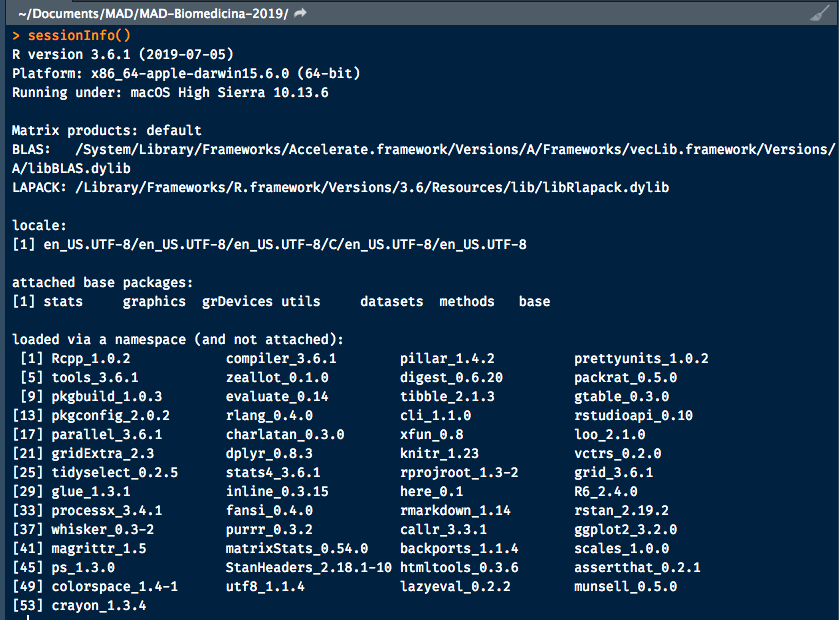 ~/Documents/MAD/MAD-Biomedicina-2019/
> sessionInfo()
R version 3.6.1 (2019-07-05)
Platform: x86_64-apple-darwin15.6.0 (64-bit)
Running under: macOS High Sierra 10.13.6
Matrix products: default
BLAS:   /System/Library/Frameworks/Accelerate.framework/Versions/A/Frameworks/vecLib.framework/Versions/
A/libBLAS.dylib
LAPACK: /Library/Frameworks/R.framework/Versions/3.6/Resources/lib/libRlapack.dylib
locale:
[1] en_US.UTF-8/en_US.UTF-8/en_US.UTF-8/C/en_US.UTF-8/en_US.UTF-8
attached base packages:
[1] stats     graphics  grDevices utils     datasets  methods   base
loaded via a namespace (and not attached):
 [1] Rcpp_1.0.2            compiler_3.6.1        pillar_1.4.2          prettyunits_1.0.2
 [5] tools_3.6.1           zeallot_0.1.0         digest_0.6.20         packrat_0.5.0
 [9] pkgbuild_1.0.3        evaluate_0.14         tibble_2.1.3          gtable_0.3.0
[13] pkgconfig_2.0.2       rlang_0.4.0           cli_1.1.0             rstudioapi_0.10
[17] parallel_3.6.1        charlatan_0.3.0       xfun_0.8              loo_2.1.0
[21] gridExtra_2.3         dplyr_0.8.3           knitr_1.23            vctrs_0.2.0
[25] tidyselect_0.2.5      stats4_3.6.1          rprojroot_1.3-2       grid_3.6.1
[29] glue_1.3.1            inline_0.3.15         here_0.1              R6_2.4.0
[33] processx_3.4.1        fansi_0.4.0           rmarkdown_1.14        rstan_2.19.2
[37] whisker_0.3-2         purrr_0.3.2           callr_3.3.1           ggplot2_3.2.0
[41] magrittr_1.5          matrixStats_0.54.0    backports_1.1.4       scales_1.0.0
[45] ps_1.3.0              StanHeaders_2.18.1-10 htmltools_0.3.6       assertthat_0.2.1
[49] colorspace_1.4-1      utf8_1.1.4            lazyeval_0.2.2        munsell_0.5.0
[53] crayon_1.3.4